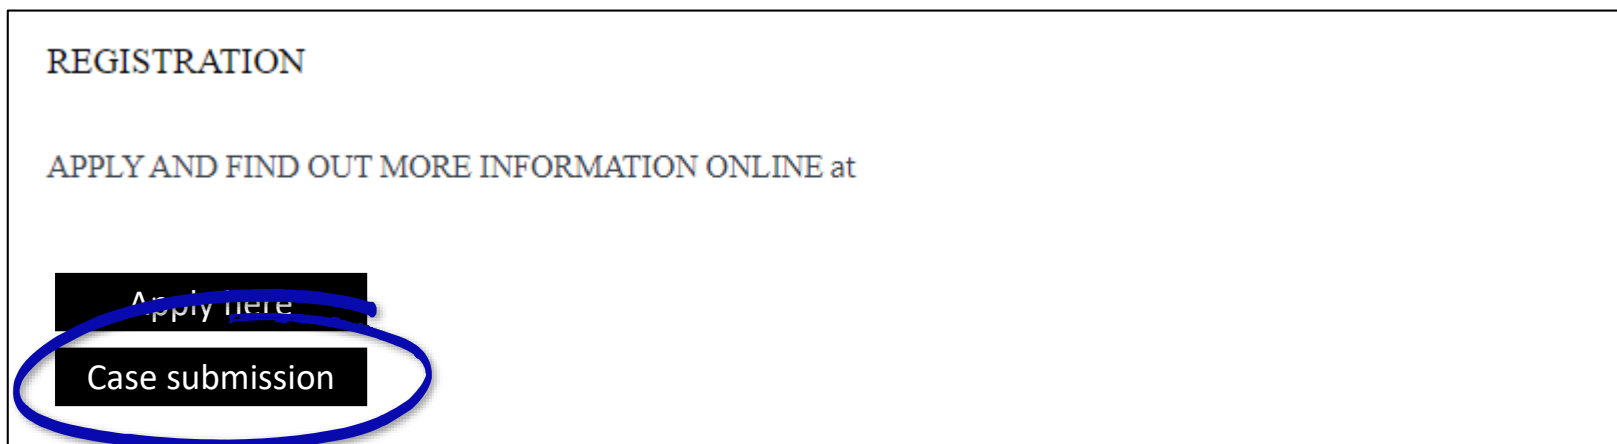 REGISTRATION
APPLY AND FIND OUT MORE INFORMATION ONLINE at
Apply here
Case submission